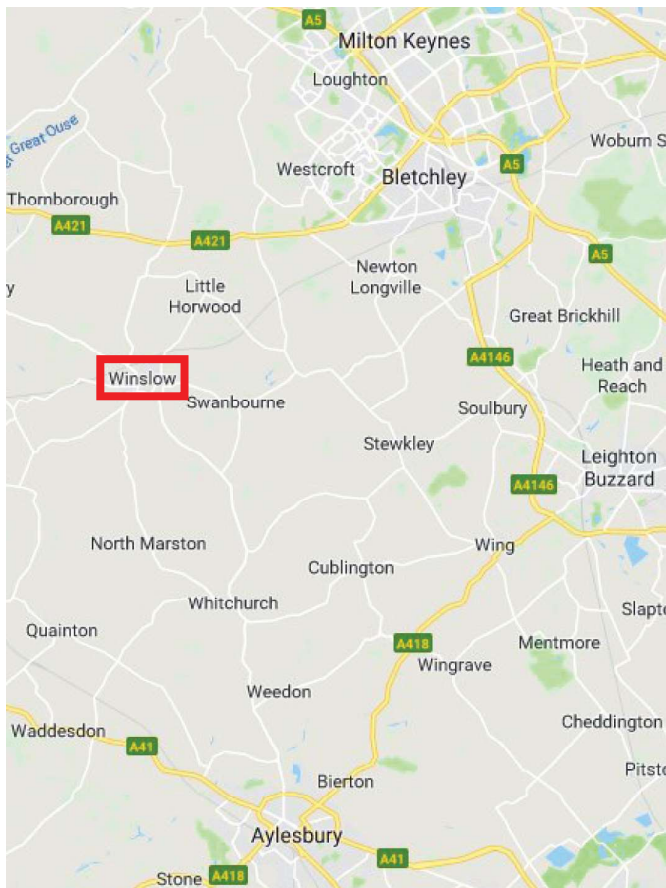 A5
Milton Keynes
Loughton
Great Ouse
Woburn S
Westcroft
Bletchley
A5
Thornborough
A421
A421
A5
Newton
Longville
y
Little
Horwood
Great Brickhill
A4146
Heath and
Reach
Winslow
Swanbourne
Soulbury
Stewkley
Leighton
Buzzard
A4146
North Marston
Wing
Cublington
Whitchurch
Slapto
Quainton
A418
Mentmore
Wingrave
Weedon
Waddesdon
Cheddington
A41
Pitsto
Bierton
Aylesbury
A41
Stone
A418